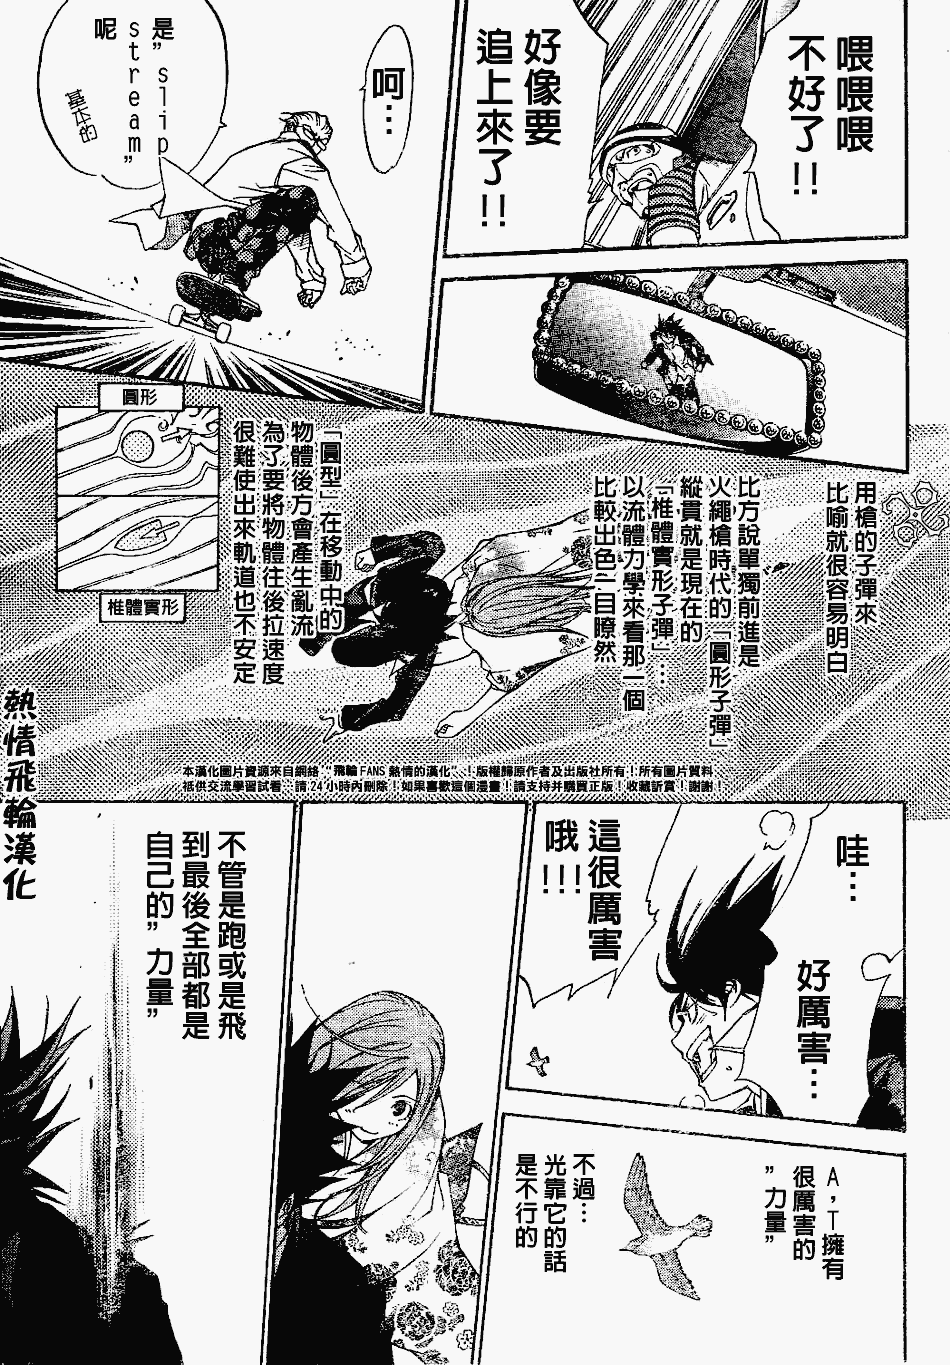 喂喂喂
不好了!!
好像要
追上來了!!
呵…
是"slip
stream"
呢
基本的
用槍的子彈來
比喻就很容易明白
比方說單獨前進是
火繩槍時代的「圓形子彈」
縱貫就是現在的
「椎體實形子彈」…
以流體力學來看那一個
比較出色一目瞭然
「圓型」在移動中的
物體後方會產生亂流
為了要將物體往後拉速度
很難使出來軌道也不安定
圓形
椎體實形
本漢化圖片資源來自網絡"飛輪FANS熱情的漢化"!版權歸原作者及出版社所有!所有圖片資料
衹供交流學習試看、請24小時內刪除!如果喜歡這個漫畫!請支持并購買正版!收藏訢賞!謝謝!
熱情飛輪漢化
哇…
好厲害…
這很厲害
哦!!!
A,T擁有
很厲害的
"力量"
不過…
光靠它的話
是不行的
不管是跑或是飛
到最後全部都是
自己的"力量"